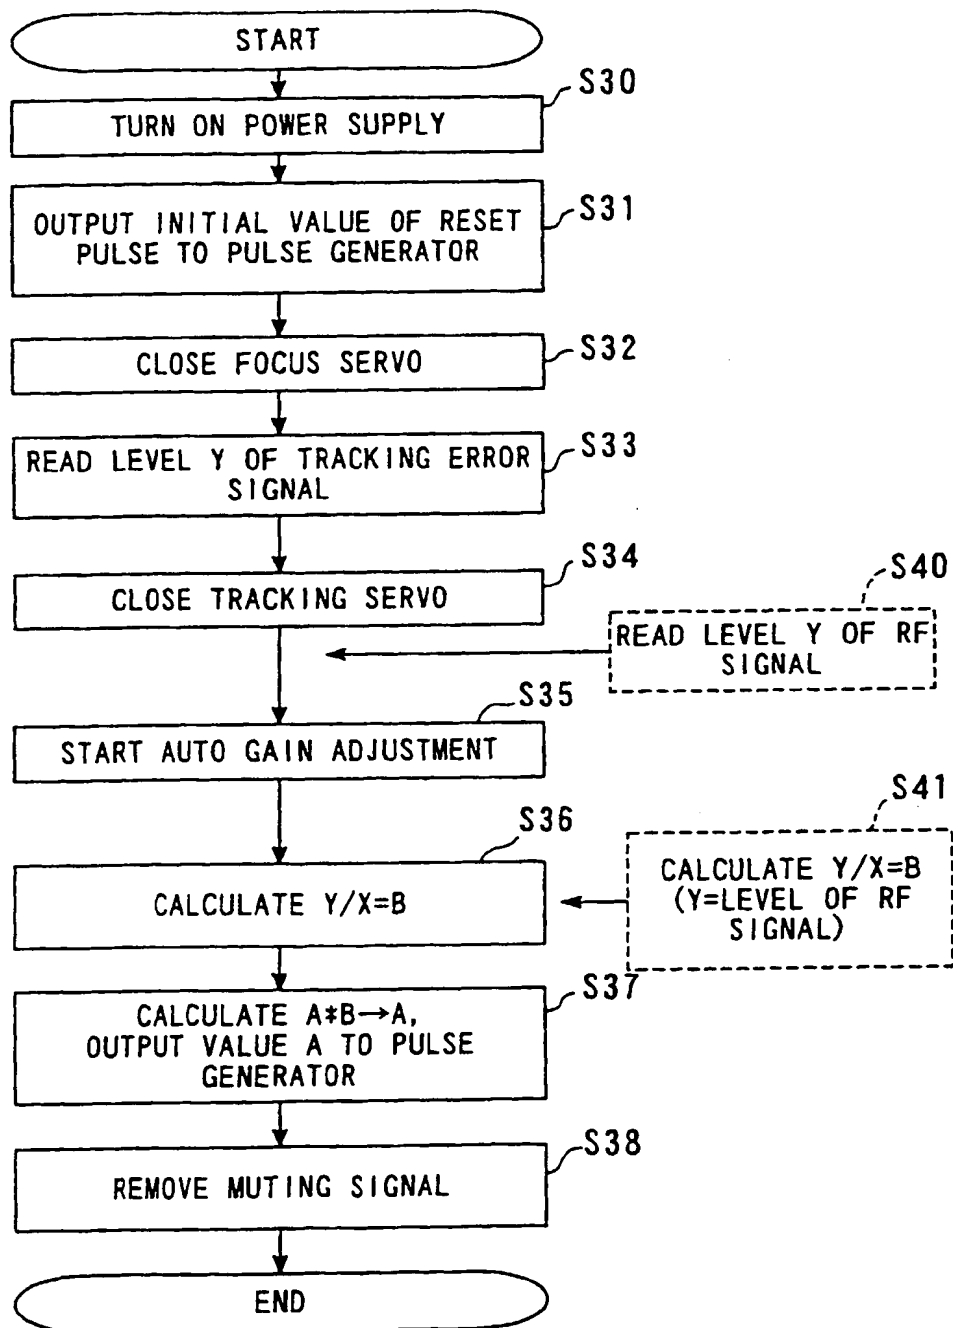 START
S30
TURN ON POWER SUPPLY
S31
OUTPUT INITIAL VALUE OF RESET
PULSE TO PULSE GENERATOR
S32
CLOSE FOCUS SERVO
S33
READ LEVEL Y OF TRACKING ERROR
SIGNAL
S34
CLOSE TRACKING SERVO
S40
READ LEVEL Y OF RF
SIGNAL
S35
START AUTO GAIN ADJUSTMENT
S36
CALCULATE Y/X=B
S41
CALCULATE Y/X=B
(Y=LEVEL OF RF
SIGNAL)
S37
CALCULATE A*B→A,
OUTPUT VALUE A TO PULSE
GENERATOR
S38
REMOVE MUTING SIGNAL
END